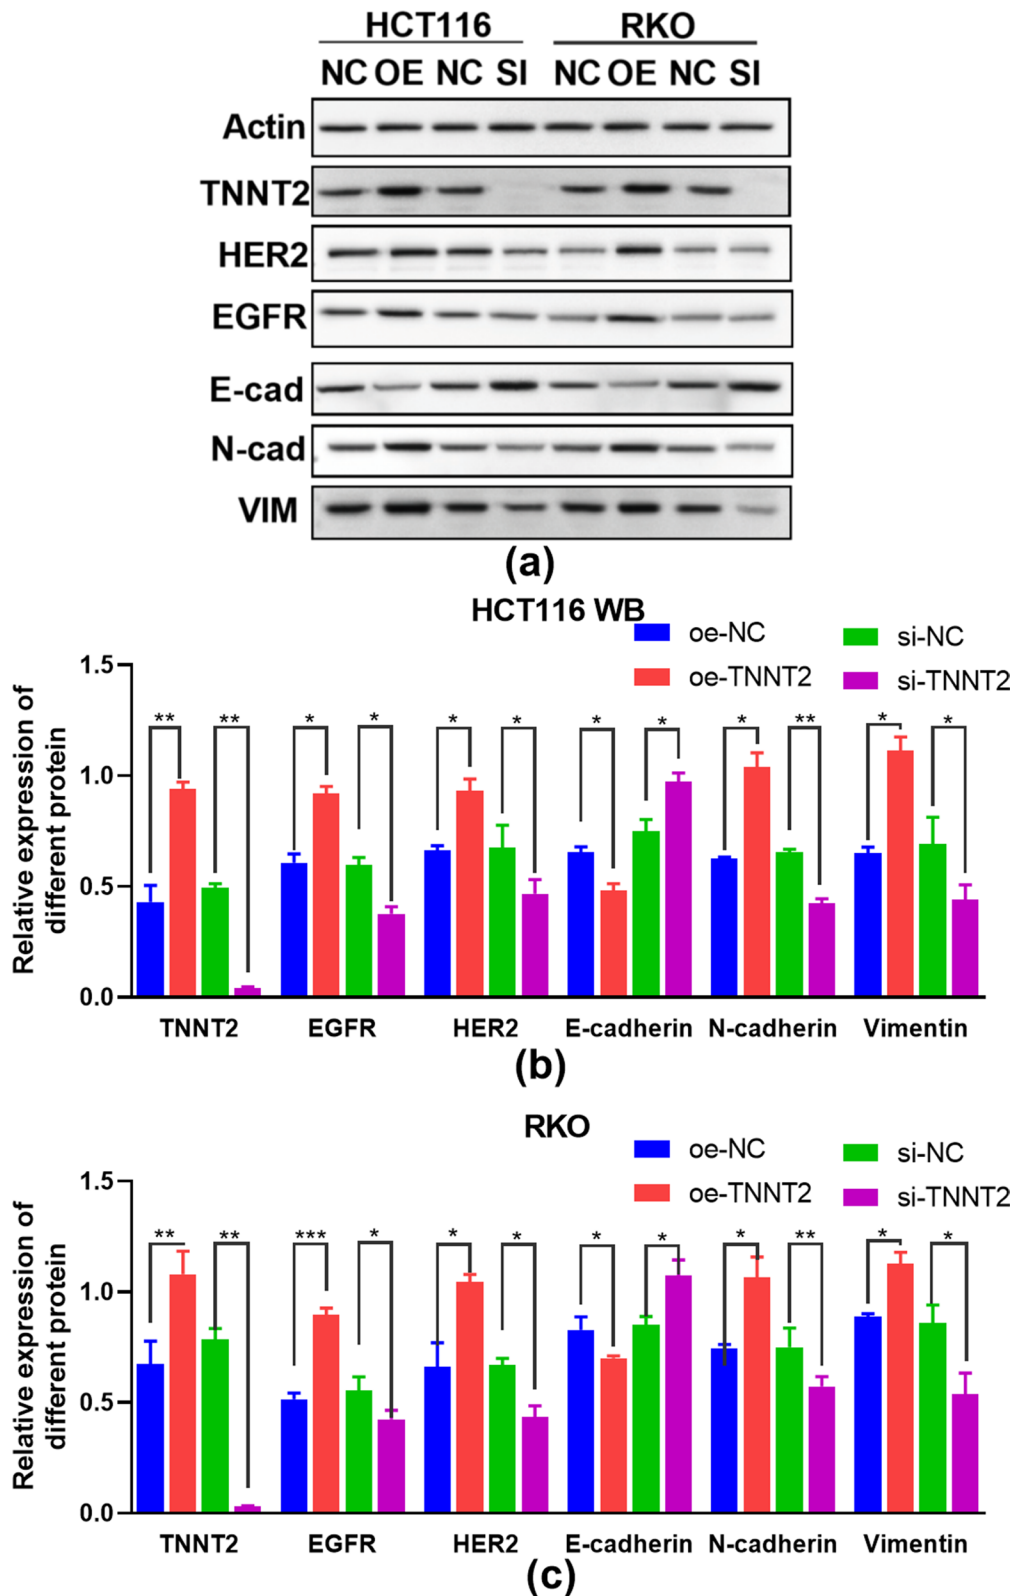 HCT116 RKO
NC OE NC SI NC OE NC SI
Actin
TNNT2
HER2
EGFR
E-cad
N-cad
VIM
(a)
HCT116 WB
oe-NC si-NC
oe-TNNT2 si-TNNT2
Relative expression of
different protein
1.5
1.0
0.5
0.0
** ** * * * * * * * ** * *
TNNT2 EGFR HER2 E-cadherin N-cadherin Vimentin
(b)
RKO
oe-NC si-NC
oe-TNNT2 si-TNNT2
Relative expression of
different protein
1.5
1.0
0.5
0.0
** ** *** * * * * * * ** * *
TNNT2 EGFR HER2 E-cadherin N-cadherin Vimentin
(c)